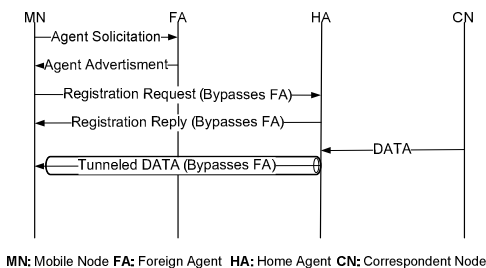 MN FA HA CN
Agent Solicitation
Agent Advertisment
Registration Request (Bypasses FA)
Registration Reply (Bypasses FA)
DATA
Tunneled DATA (Bypasses FA)
MN: Mobile Node FA: Foreign Agent HA: Home Agent CN: Correspondent Node